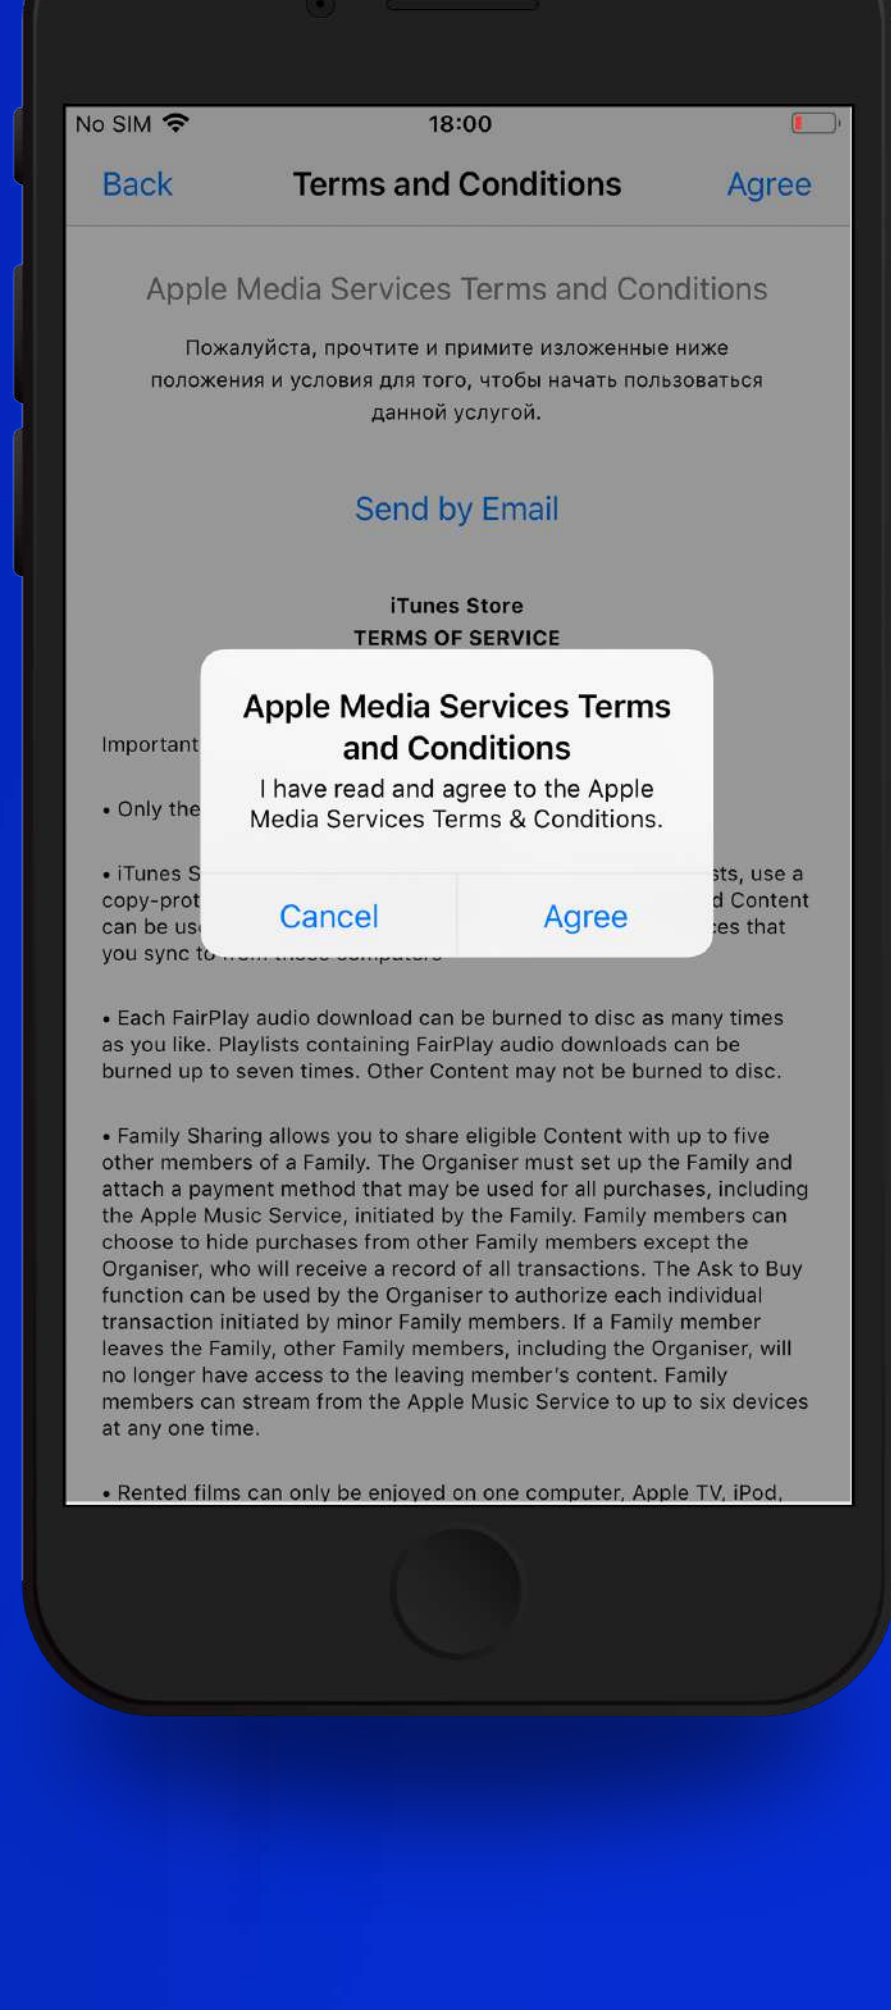 No SIM 18:00
Back Terms and Conditions Agree
Apple Media Services Terms and Conditions
Пожалуйста, прочтите и примите изложенные ниже
положения и условия для того, чтобы начать пользоваться
данной услугой.
Send by Email
iTunes Store
TERMS OF SERVICE
Apple Media Services Terms
and Conditions
I have read and agree to the Apple
Media Services Terms & Conditions.
Cancel Agree
Important
• Only the
• iTunes S sts, use a
copy-prot d Content
can be us ces that
you sync to
• Each FairPlay audio download can be burned to disc as many times
as you like. Playlists containing FairPlay audio downloads can be
burned up to seven times. Other Content may not be burned to disc.
• Family Sharing allows you to share eligible Content with up to five
other members of a Family. The Organiser must set up the Family and
attach a payment method that may be used for all purchases, including
the Apple Music Service, initiated by the Family. Family members can
choose to hide purchases from other Family members except the
Organiser, who will receive a record of all transactions. The Ask to Buy
function can be used by the Organiser to authorize each individual
transaction initiated by minor Family members. If a Family member
leaves the Family, other Family members, including the Organiser, will
no longer have access to the leaving member's content. Family
members can stream from the Apple Music Service to up to six devices
at any one time.
• Rented films can only be enjoyed on one computer, Apple TV, iPod,